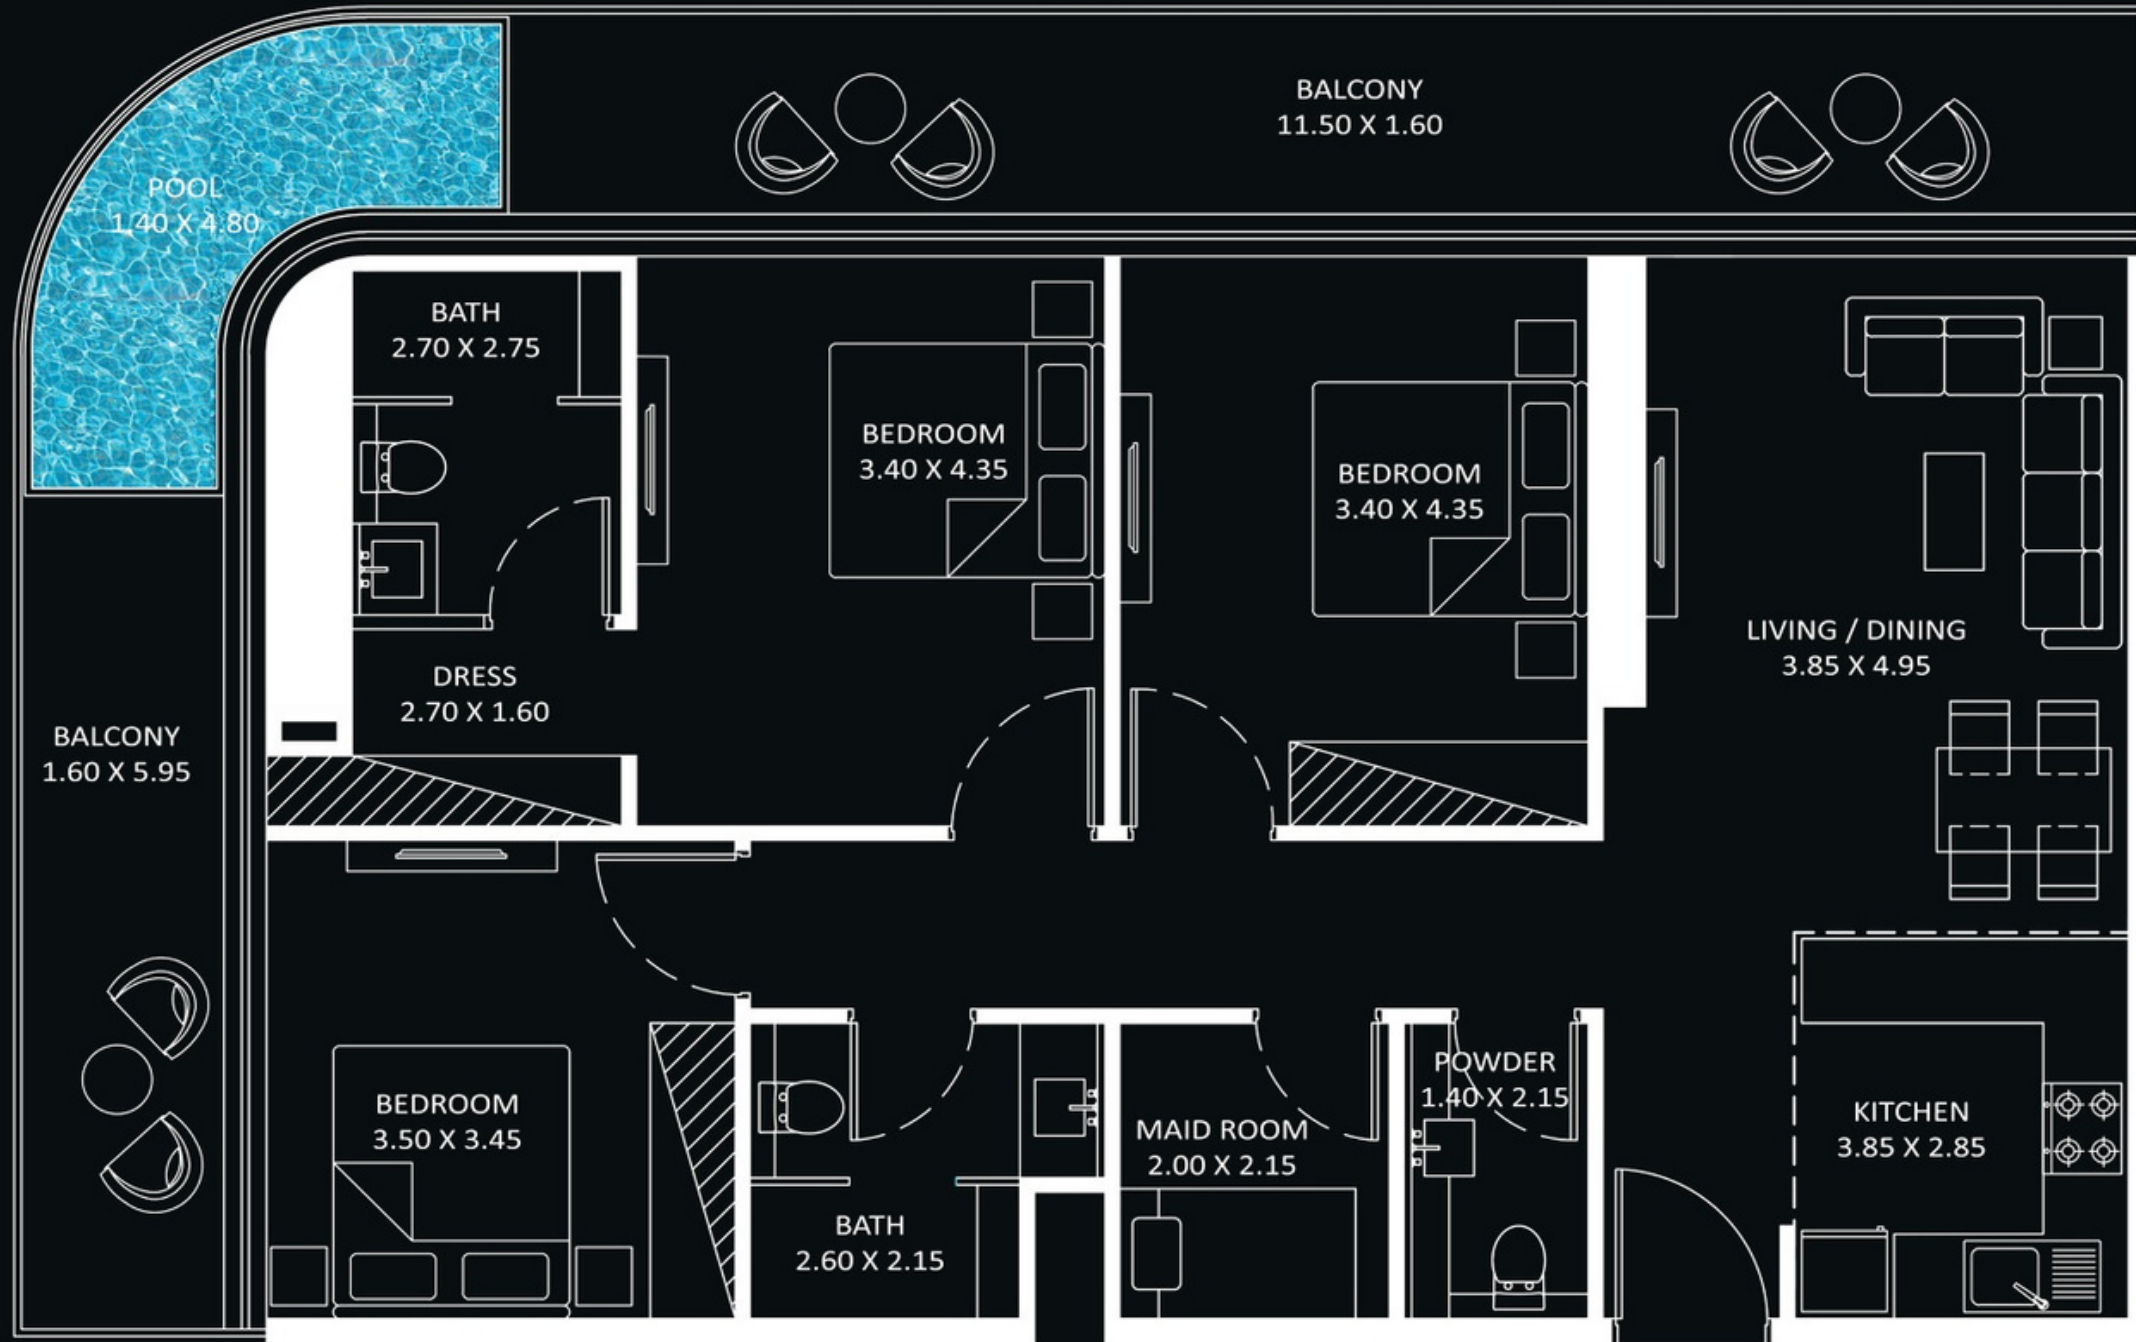 BALCONY
11.50 X 1.60
POOL
1.40 X 4.80
BATH
2.70 X 2.75
BEDROOM
3.40 X 4.35
BEDROOM
3.40 X 4.35
LIVING / DINING
3.85 X 4.95
DRESS
2.70 X 1.60
BALCONY
1.60 X 5.95
BEDROOM
3.50 X 3.45
BATH
2.60 X 2.15
MAID ROOM
2.00 X 2.15
POWDER
1.40 X 2.15
KITCHEN
3.85 X 2.85